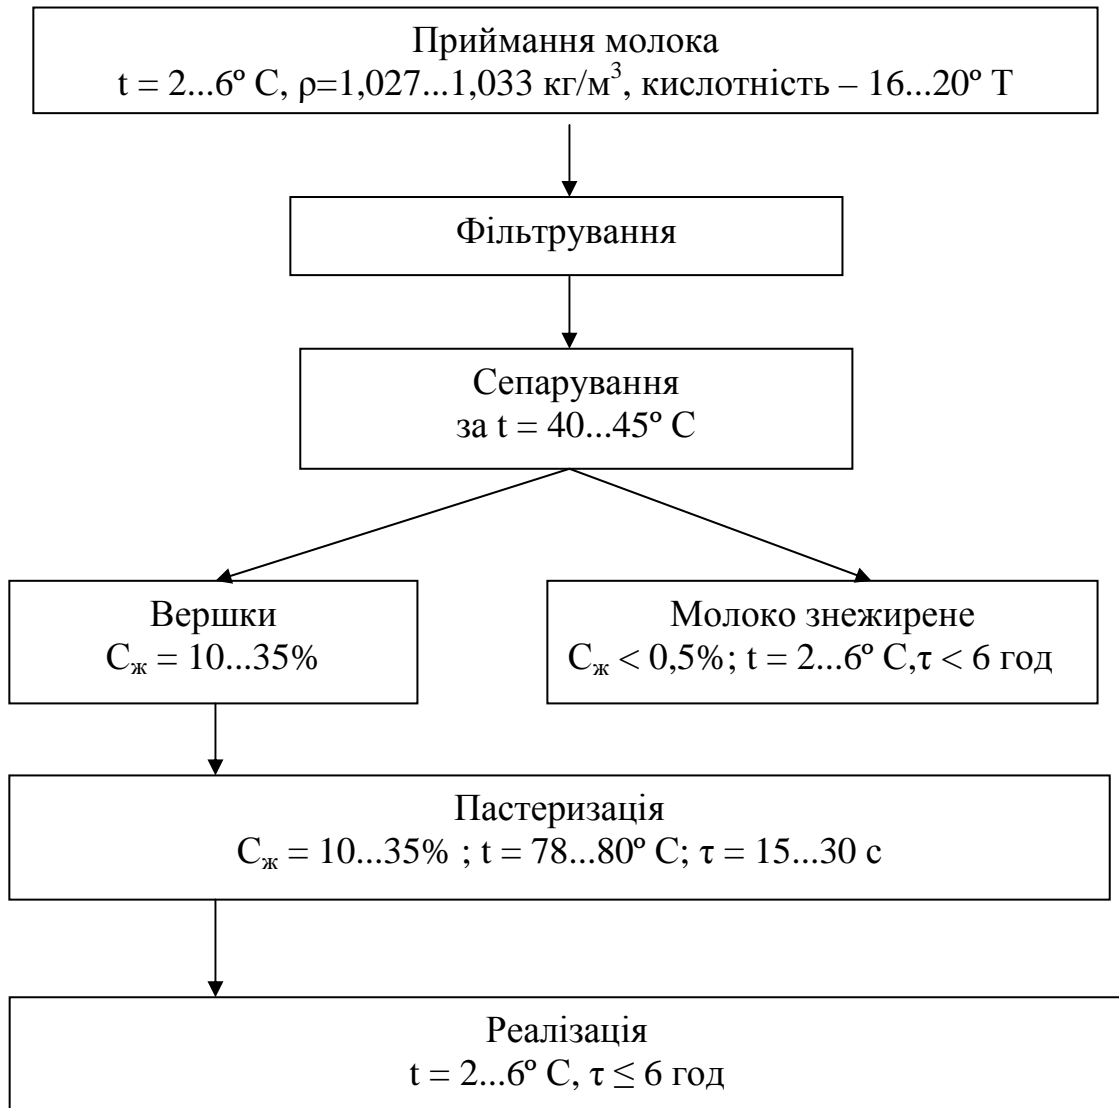 Приймання молока
t = 2...6º С, ρ=1,027...1,033 кг/м³, кислотність – 16...20º Т
Фільтрування
Сепарування
за t = 40...45º С
Вершки
Сж = 10...35%
Молоко знежирене
Сж < 0,5%; t = 2...6º С,τ < 6 год
Пастеризація
Сж = 10...35% ; t = 78...80º С; τ = 15...30 с
Реалізація
t = 2...6º С, τ ≤ 6 год